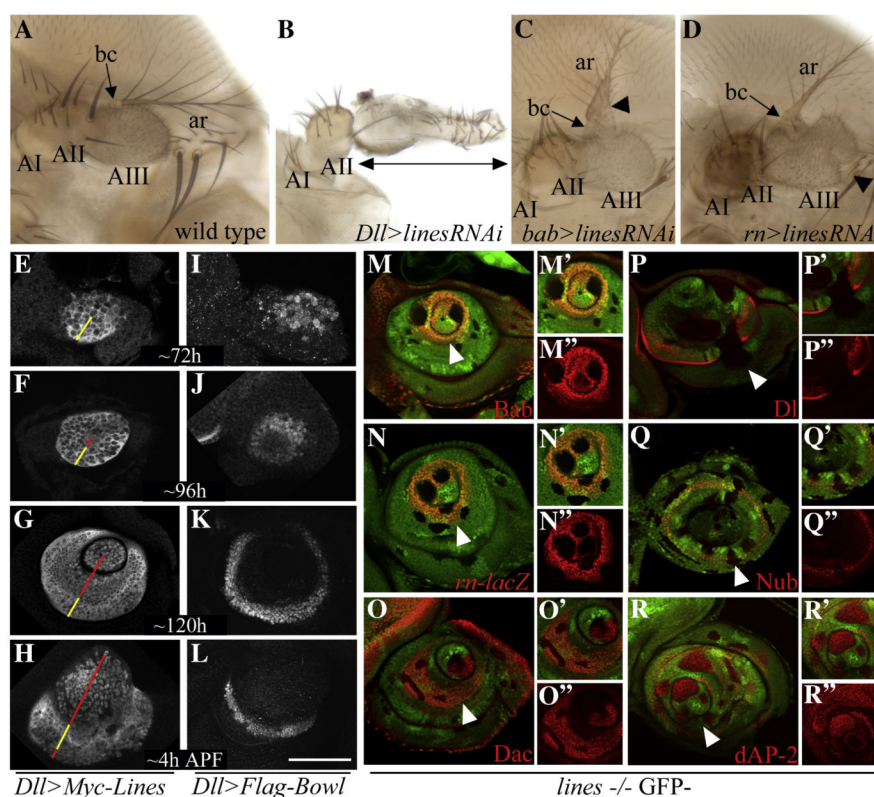 A
bc
ar
AI
AII
AIII
wild type
B
AI
AII
Dll>linesRNAi
C
ar
bc
AI
AII
AIII
bab>linesRNAi
D
ar
bc
AI
AII
AIII
rn>linesRNA
E
I
~72h
F
J
~96h
G
K
~120h
H
L
~4h APF
Dll>Myc-Lines
Dll>Flag-Bowl
M
Bab
M'
M''
P
Dl
P'
P''
N
rn-lacZ
N'
N''
Q
Nub
Q'
Q''
O
Dac
O'
O''
R
dAP-2
R'
R''
lines -/- GFP-